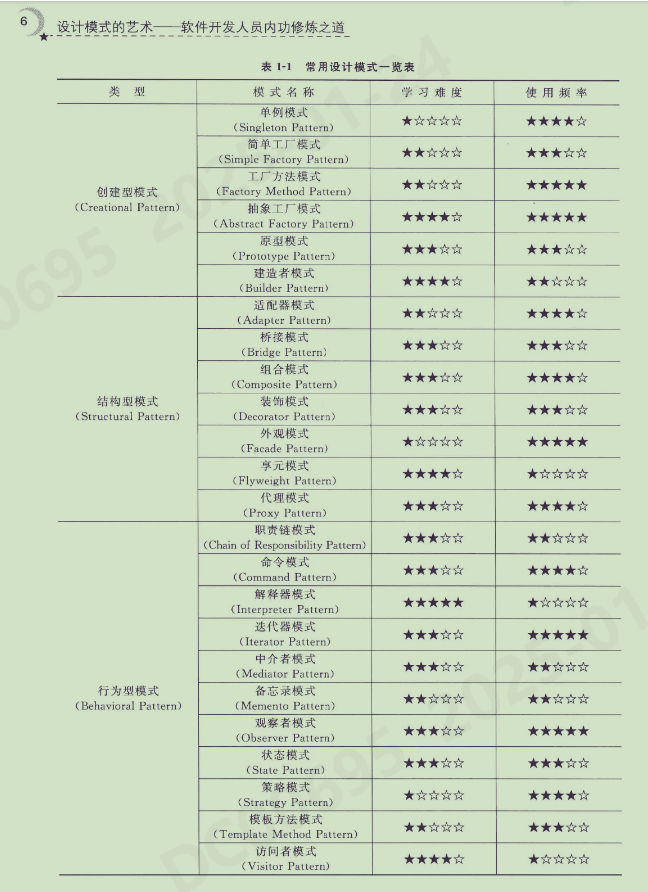 6
设计模式的艺术——软件开发人员内功修炼之道
表 1-1 常用设计模式一览表
类 型 模式名称 学习难度 使用频率
创建型模式
(Creational Pattern)
单例模式
(Singleton Pattern) ★☆☆☆☆ ★★★★☆
简单工厂模式
(Simple Factory Pattern) ★★☆☆☆ ★★★☆☆
工厂方法模式
(Factory Method Pattern) ★★☆☆☆ ★★★★★
抽象工厂模式
(Abstract Factory Pattern) ★★★★☆ ★★★★★
原型模式
(Prototype Pattern) ★★★☆☆ ★★★☆☆
建造者模式
(Builder Pattern) ★★★★☆ ★★☆☆☆
结构型模式
(Structural Pattern)
适配器模式
(Adapter Pattern) ★★☆☆☆ ★★★★☆
桥接模式
(Bridge Pattern) ★★★☆☆ ★★★☆☆
组合模式
(Composite Pattern) ★★★☆☆ ★★★★☆
装饰模式
(Decorator Pattern) ★★★☆☆ ★★★☆☆
外观模式
(Facade Pattern) ★☆☆☆☆ ★★★★★
享元模式
(Flyweight Pattern) ★★★★☆ ★☆☆☆☆
代理模式
(Proxy Pattern) ★★★☆☆ ★★★★☆
行为型模式
(Behavioral Pattern)
职责链模式
(Chain of Responsibility Pattern) ★★★☆☆ ★★☆☆☆
命令模式
(Command Pattern) ★★★☆☆ ★★★★☆
解释器模式
(Interpreter Pattern) ★★★★★ ★☆☆☆☆
迭代器模式
(Iterator Pattern) ★★★☆☆ ★★★★★
中介者模式
(Mediator Pattern) ★★★☆☆ ★★☆☆☆
备忘录模式
(Memento Pattern) ★★☆☆☆ ★★☆☆☆
观察者模式
(Observer Pattern) ★★★☆☆ ★★★★★
状态模式
(State Pattern) ★★★☆☆ ★★★☆☆
策略模式
(Strategy Pattern) ★☆☆☆☆ ★★★★☆
模板方法模式
(Template Method Pattern) ★★☆☆☆ ★★★☆☆
访问者模式
(Visitor Pattern) ★★★★☆ ★☆☆☆☆